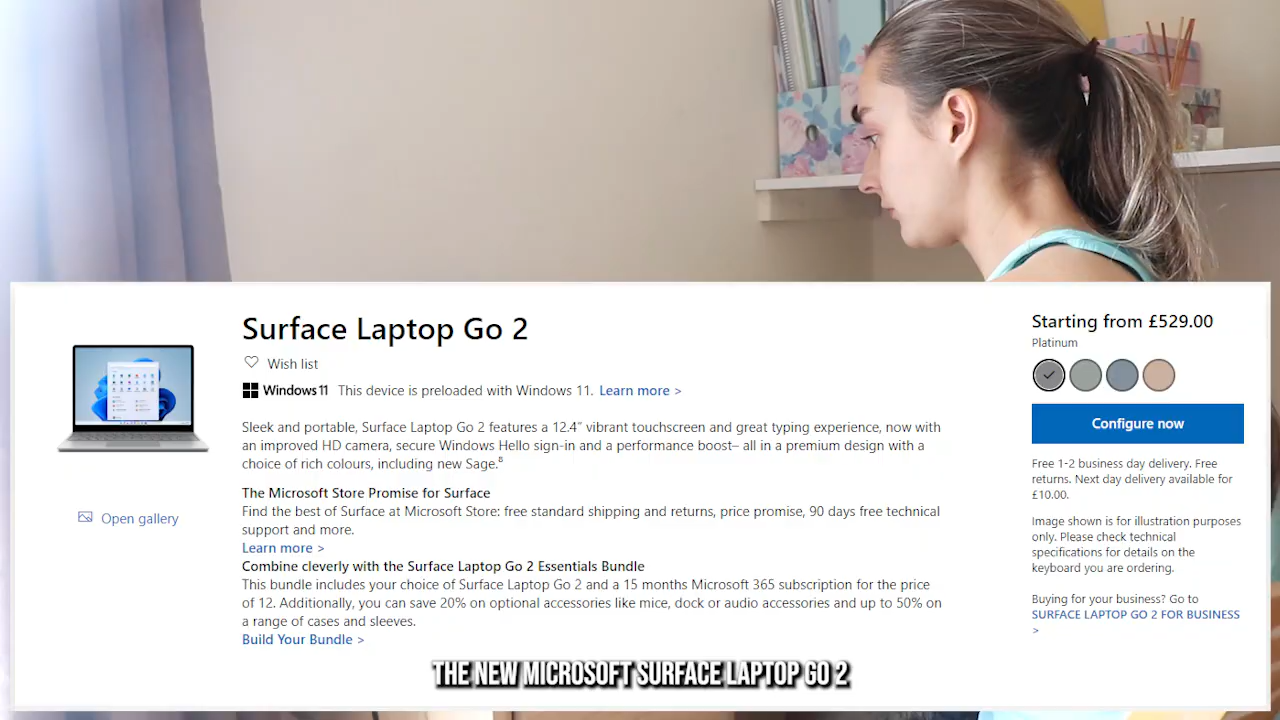 Surface Laptop Go 2
Wish list
Windows 11 This device is preloaded with Windows 11. Learn more >
Sleek and portable, Surface Laptop Go 2 features a 12.4” vibrant touchscreen and great typing experience, now with
an improved HD camera, secure Windows Hello sign-in and a performance boost– all in a premium design with a
choice of rich colours, including new Sage.⁸
The Microsoft Store Promise for Surface
Find the best of Surface at Microsoft Store: free standard shipping and returns, price promise, 90 days free technical
support and more.
Learn more >
Combine cleverly with the Surface Laptop Go 2 Essentials Bundle
This bundle includes your choice of Surface Laptop Go 2 and a 15 months Microsoft 365 subscription for the price
of 12. Additionally, you can save 20% on optional accessories like mice, dock or audio accessories and up to 50% on
a range of cases and sleeves.
Build Your Bundle >
Open gallery
Starting from £529.00
Platinum
Configure now
Free 1-2 business day delivery. Free
returns. Next day delivery available for
£10.00.
Image shown is for illustration purposes
only. Please check technical
specifications for details on the
keyboard you are ordering.
Buying for your business? Go to
SURFACE LAPTOP GO 2 FOR BUSINESS
>
THE NEW MICROSOFT SURFACE LAPTOP GO 2